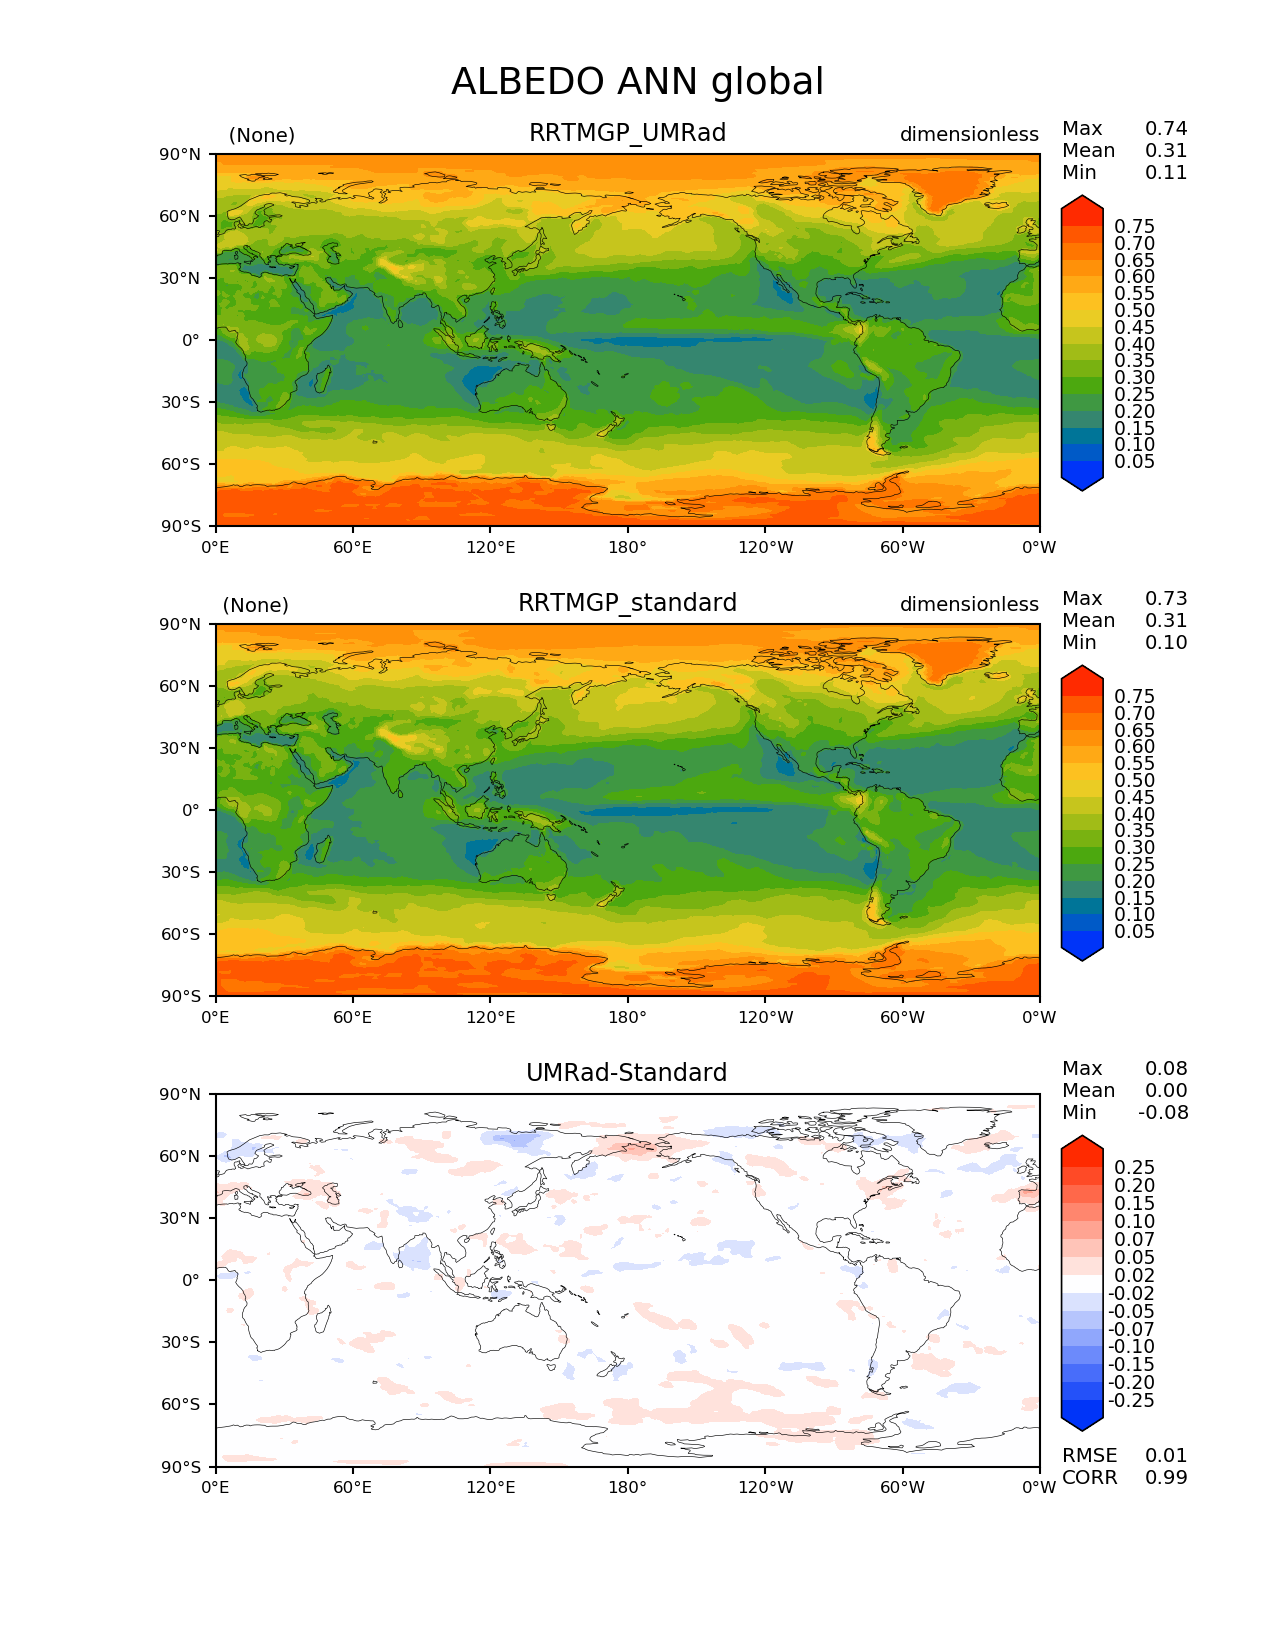 ALBEDO ANN global
(None) RRTMGP_UMRad dimensionless
Max 0.74
Mean 0.31
Min 0.11
90°N
60°N
30°N
0°
30°S
60°S
90°S
0°E 60°E 120°E 180° 120°W 60°W 0°W
0.75
0.70
0.65
0.60
0.55
0.50
0.45
0.40
0.35
0.30
0.25
0.20
0.15
0.10
0.05
(None) RRTMGP_standard dimensionless
Max 0.73
Mean 0.31
Min 0.10
90°N
60°N
30°N
0°
30°S
60°S
90°S
0°E 60°E 120°E 180° 120°W 60°W 0°W
0.75
0.70
0.65
0.60
0.55
0.50
0.45
0.40
0.35
0.30
0.25
0.20
0.15
0.10
0.05
UMRad-Standard
Max 0.08
Mean 0.00
Min -0.08
90°N
60°N
30°N
0°
30°S
60°S
90°S
0°E 60°E 120°E 180° 120°W 60°W 0°W
0.25
0.20
0.15
0.10
0.07
0.05
0.02
-0.02
-0.05
-0.07
-0.10
-0.15
-0.20
-0.25
RMSE 0.01
CORR 0.99